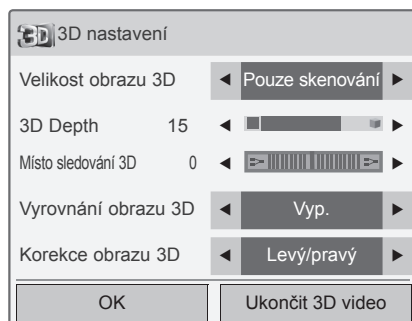 3D 3D nastavení
Velikost obrazu 3D ◄ Pouze skenování ►
3D Depth 15 ◄ ►
Místo sledování 3D 0 ◄ ►
Vyrovnání obrazu 3D ◄ Vyp. ►
Korekce obrazu 3D ◄ Levý/pravý ►
OK Ukončit 3D video